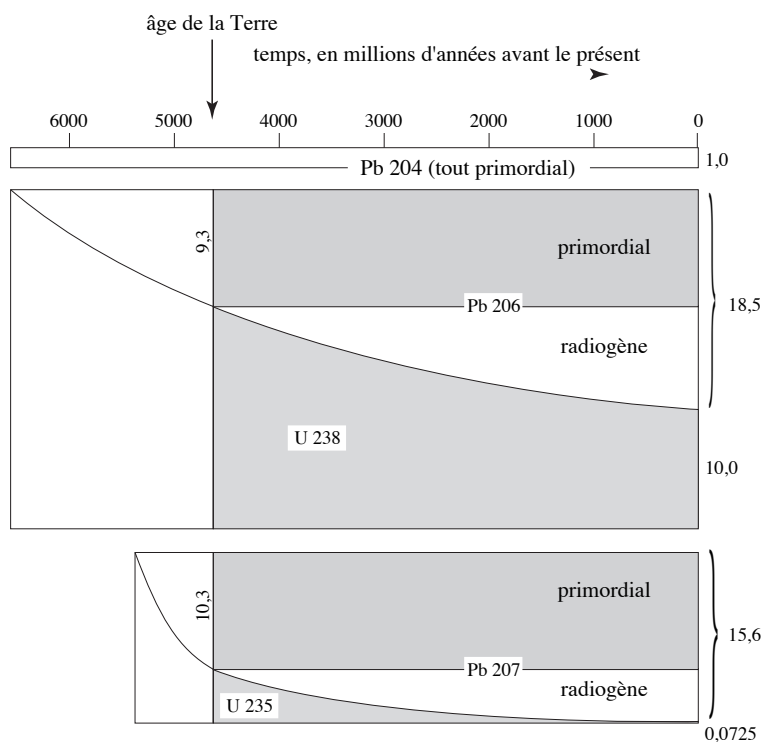 âge de la Terre
temps, en millions d'années avant le présent
6000 5000 4000 3000 2000 1000 0
Pb 204 (tout primordial)
1,0
9,3
primordial
Pb 206
18,5
radiogène
U 238
10,0
10,3
primordial
15,6
Pb 207
radiogène
U 235
0,0725